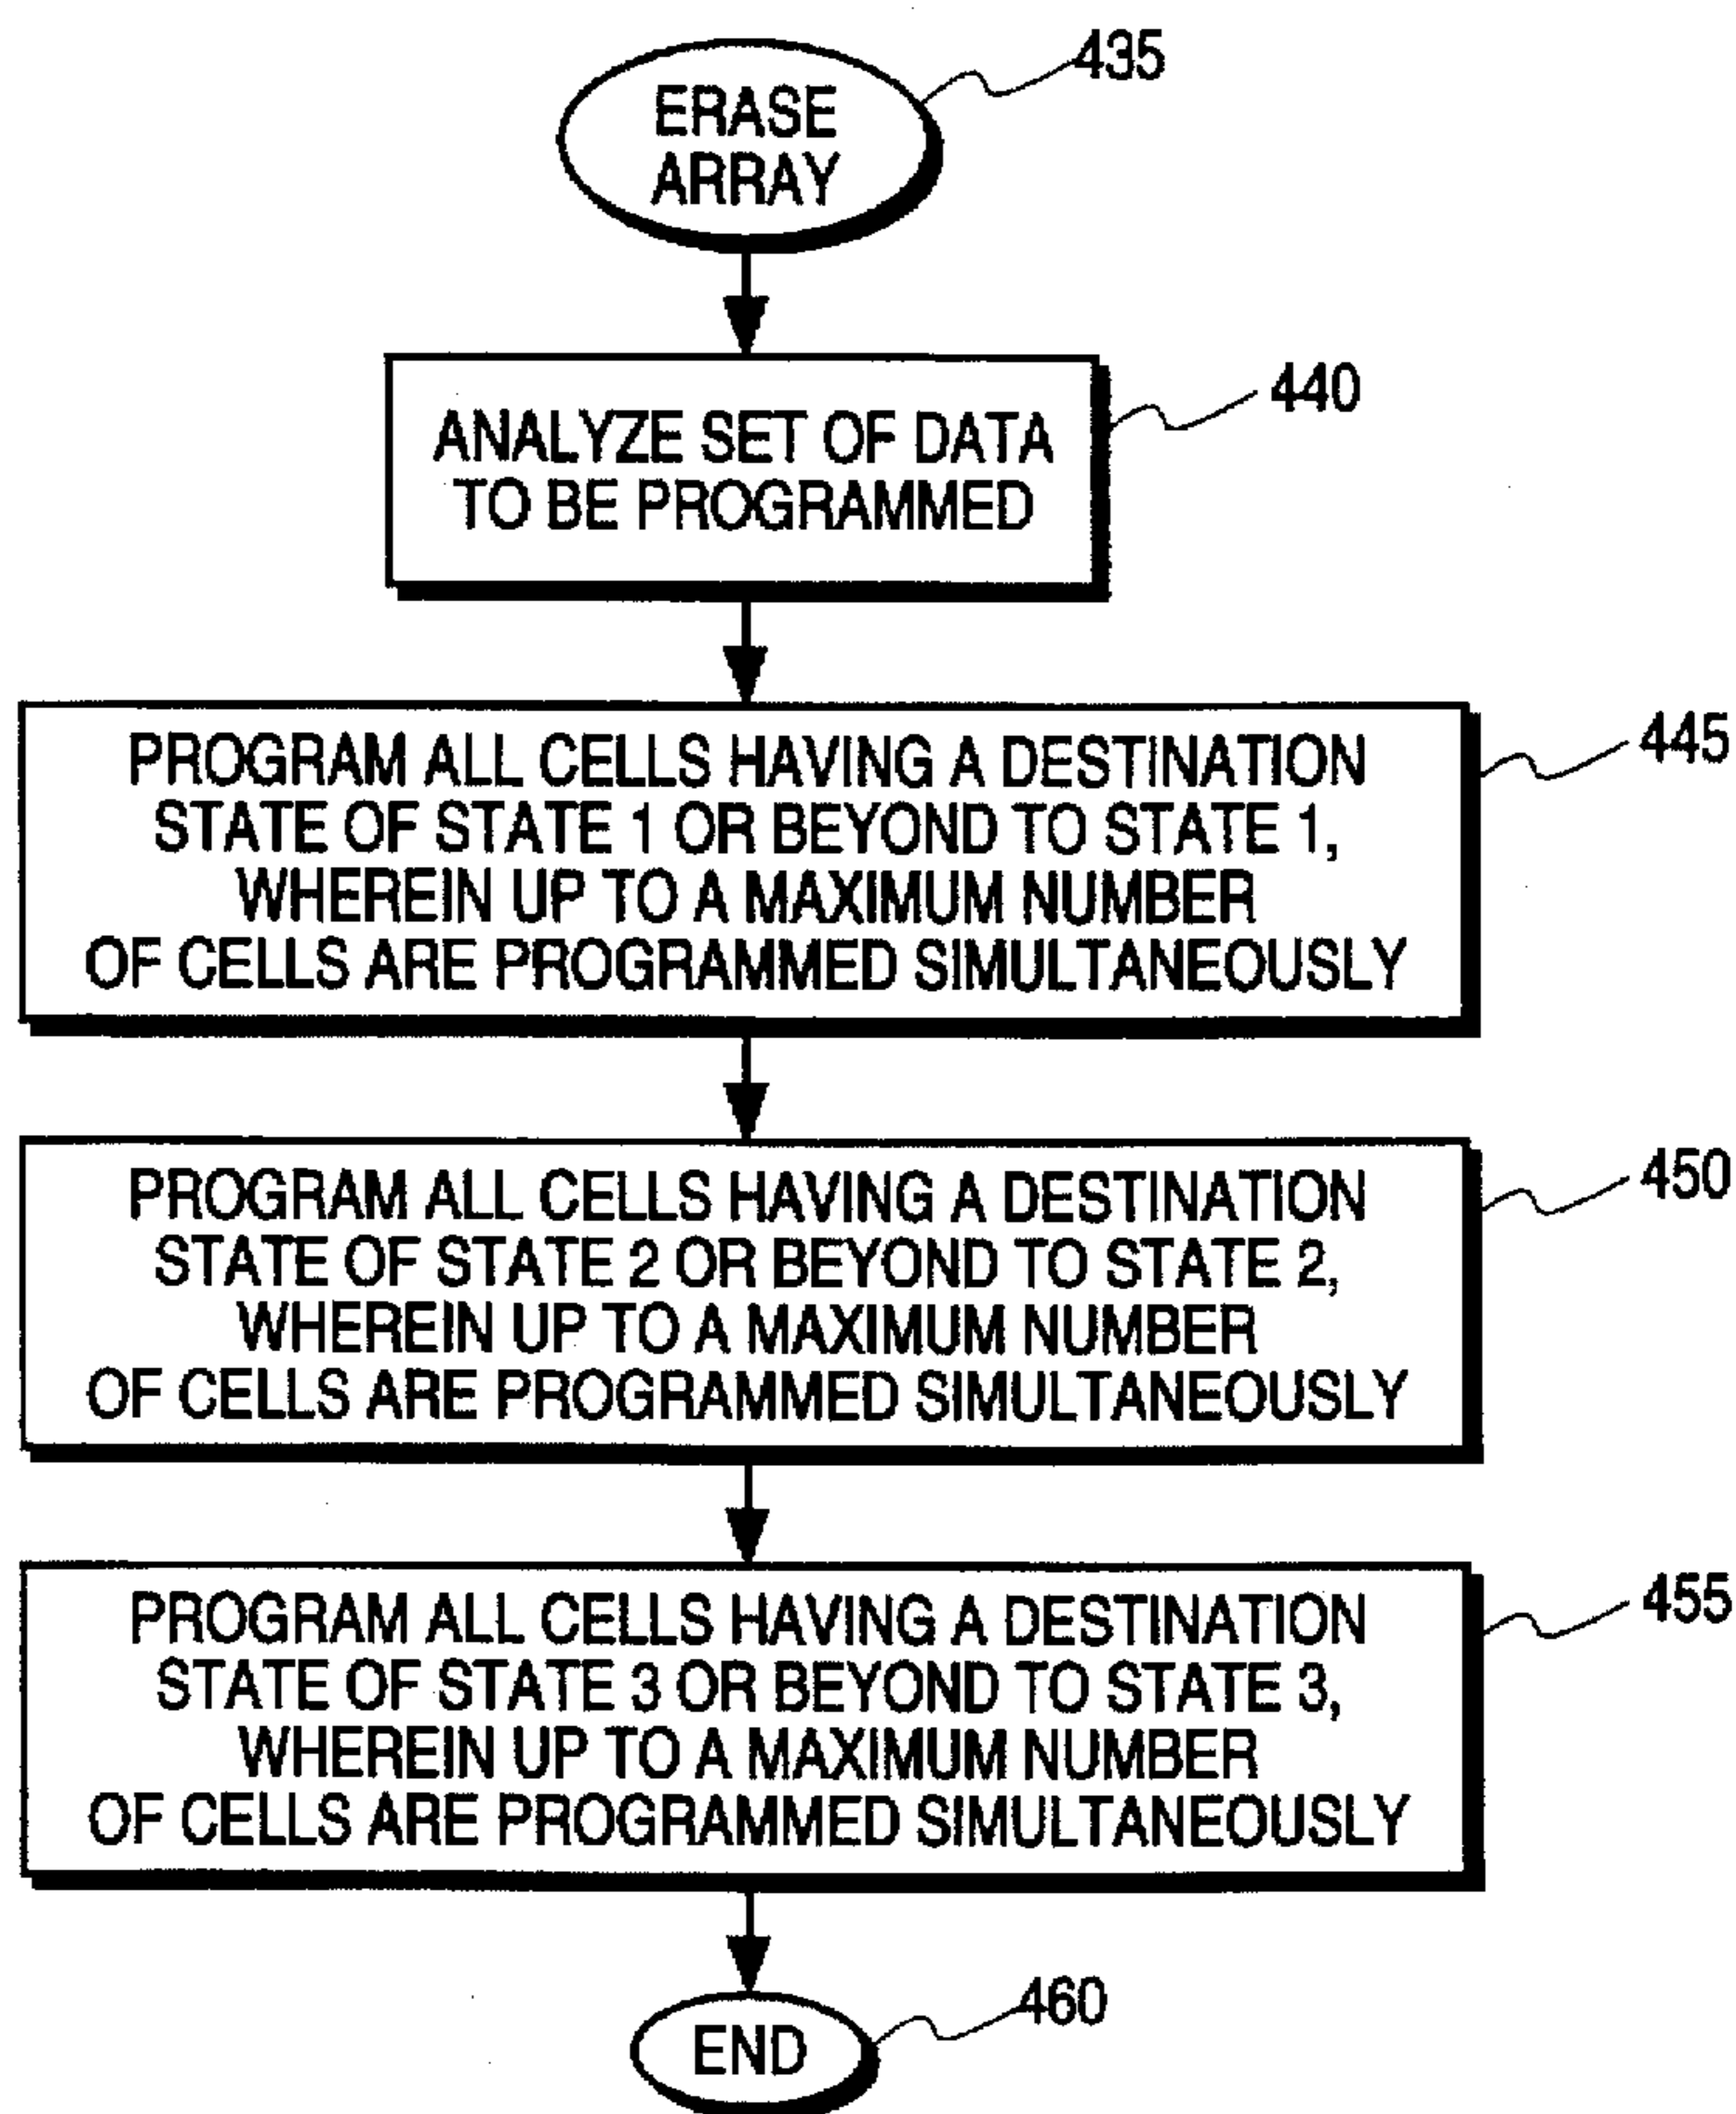 435
ERASE
ARRAY
440
ANALYZE SET OF DATA
TO BE PROGRAMMED
445
PROGRAM ALL CELLS HAVING A DESTINATION
STATE OF STATE 1 OR BEYOND TO STATE 1,
WHEREIN UP TO A MAXIMUM NUMBER
OF CELLS ARE PROGRAMMED SIMULTANEOUSLY
450
PROGRAM ALL CELLS HAVING A DESTINATION
STATE OF STATE 2 OR BEYOND TO STATE 2,
WHEREIN UP TO A MAXIMUM NUMBER
OF CELLS ARE PROGRAMMED SIMULTANEOUSLY
455
PROGRAM ALL CELLS HAVING A DESTINATION
STATE OF STATE 3 OR BEYOND TO STATE 3,
WHEREIN UP TO A MAXIMUM NUMBER
OF CELLS ARE PROGRAMMED SIMULTANEOUSLY
460
END